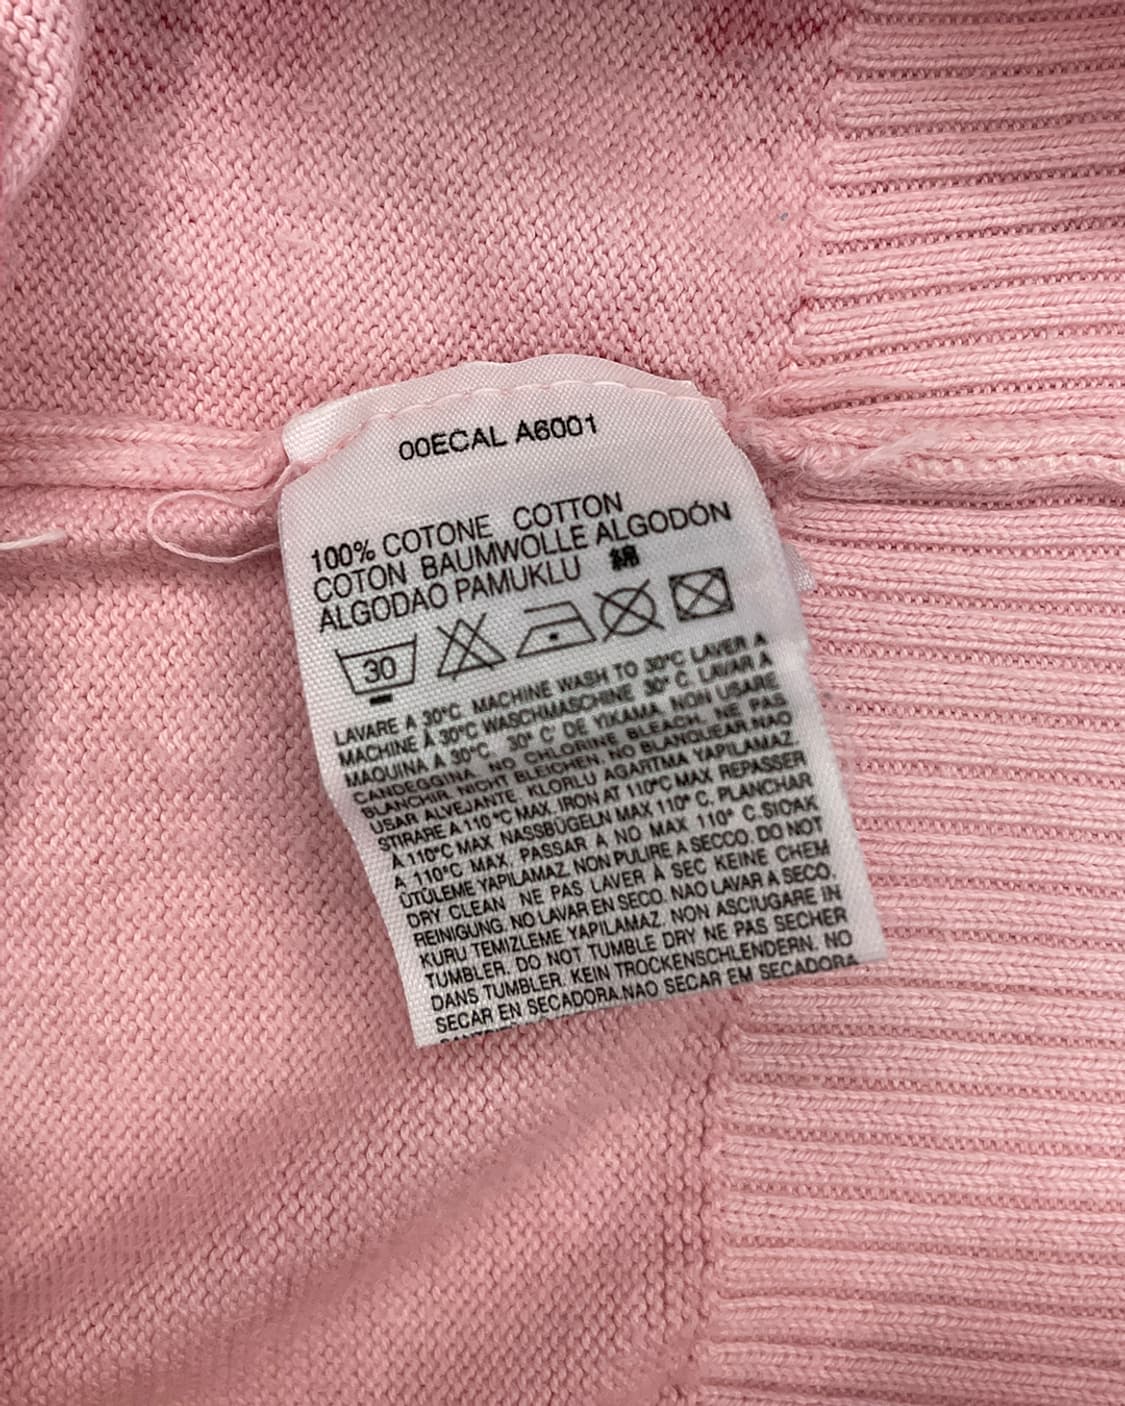 00ECAL A6001
100% COTONE COTTON
COTON BAUMWOLLE ALGODÓN
ALGODAO PAMUKLU 綿
30
LAVARE A 30°C. MACHINE WASH TO 30°C LAVER A
MACHINE Á 30°C WASCHMASCHINE 30° C. LAVAR Á
MAQUINA A 30°C. 30° C' DE YIKAMA. NON USARE
CANDEGGINA. NO CHLORINE BLEACH. NE PAS
BLANCHIR. NICHT BLEICHEN. NO BLANQUEAR.NAO
USAR ALVEJANTE. KLORLU AGARTMA YAPILAMAZ
STIRARE A 110 °C MAX. IRON AT 110°C MAX REPASSER
A 110°C MAX NASSBÜGELN MAX 110° C. PLANCHAR
A 110°C MAX. PASSAR A NO MAX 110° C.SICAK
ÜTÜLEME YAPILAMAZ. NON PULIRE A SECCO. DO NOT
DRY CLEAN NE PAS LAVER À SEC KEINE CHEM
REINIGUNG. NO LAVAR EN SECO. NAO LAVAR A SECO.
KURU TEMIZLEME YAPILAMAZ. NON ASCIUGARE IN
TUMBLER. DO NOT TUMBLE DRY NE PAS SECHER
DANS TUMBLER. KEIN TROCKENSCHLENDERN. NO
SECAR EN SECADORA.NAO SECAR EM SECADORA.